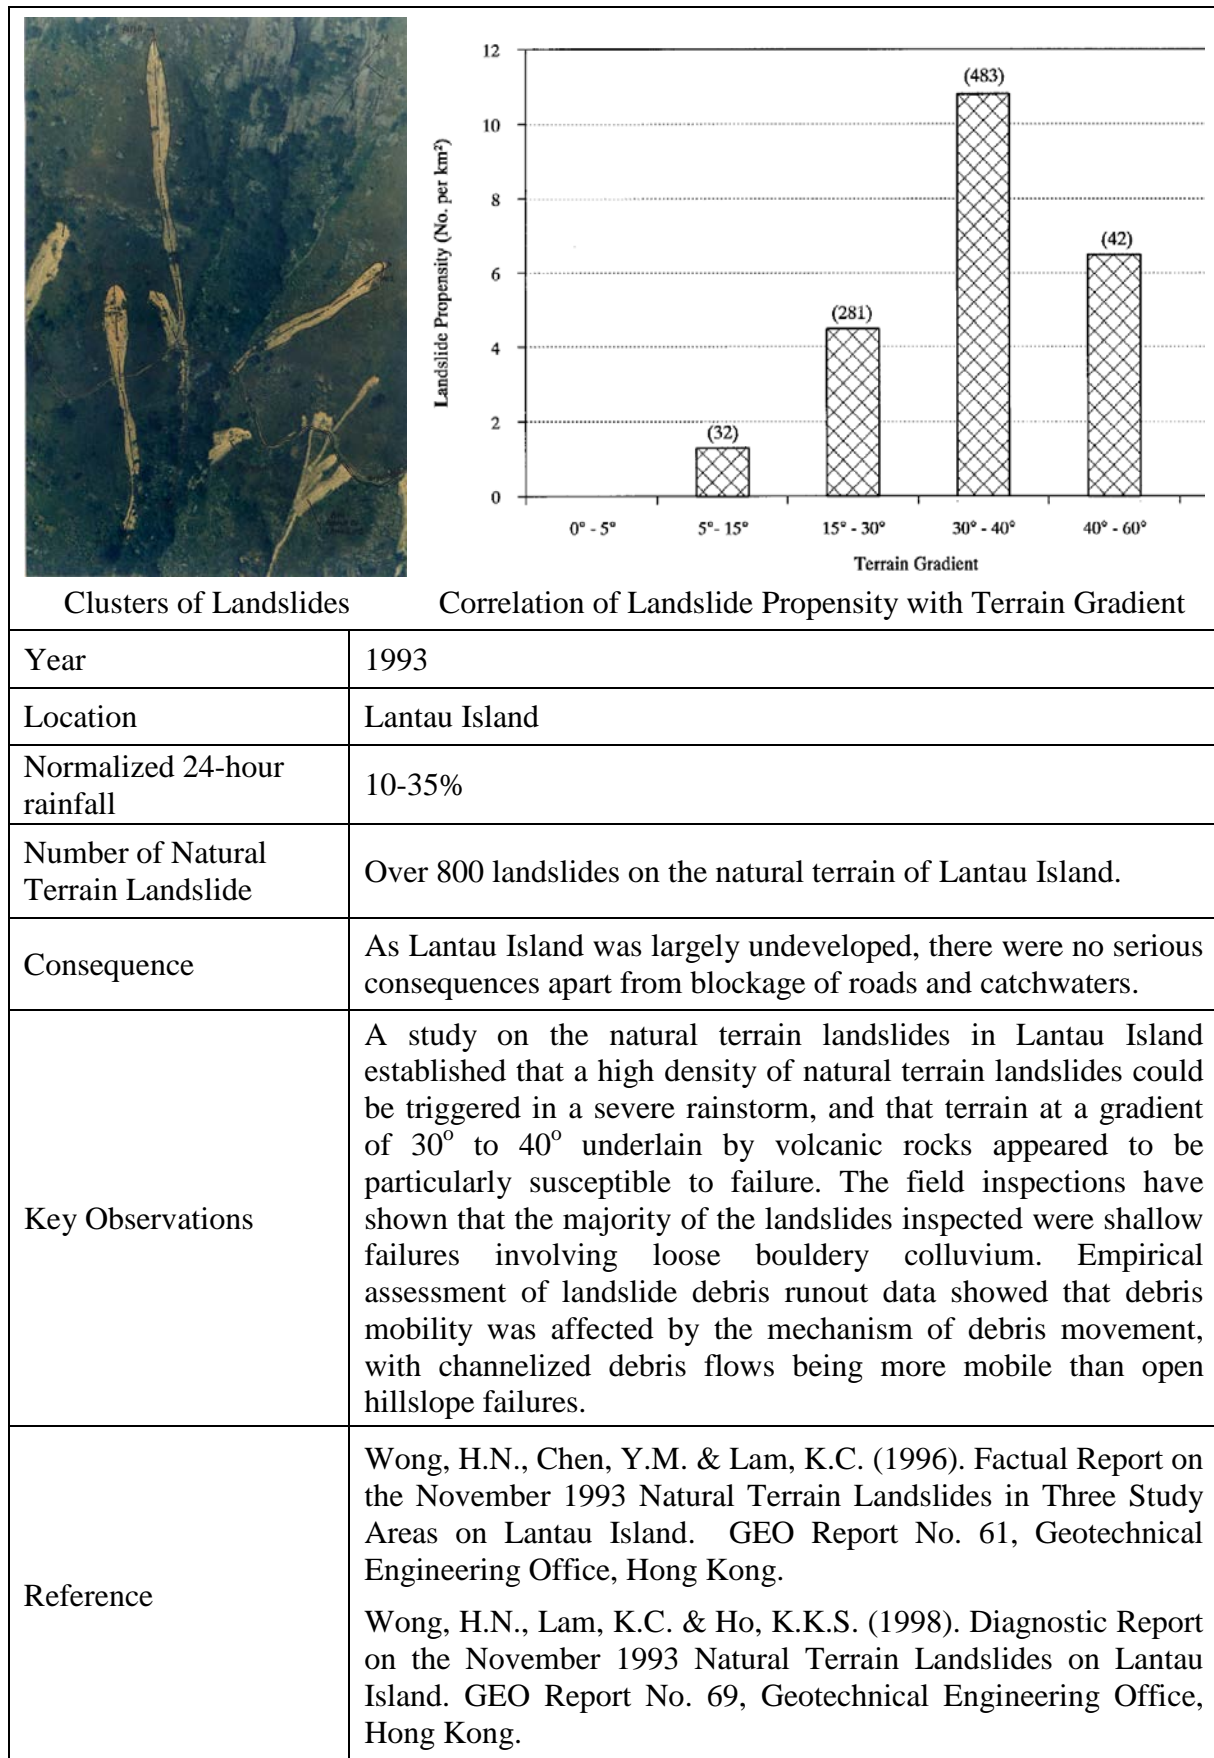 12
10
8
6
4
2
0
Landslide Propensity (No. per km²)
(32)
(281)
(483)
(42)
0° - 5°
5°- 15°
15° - 30°
30° - 40°
40° - 60°
Terrain Gradient
Clusters of Landslides
Correlation of Landslide Propensity with Terrain Gradient
Year
1993
Location
Lantau Island
Normalized 24-hour
rainfall
10-35%
Number of Natural
Terrain Landslide
Over 800 landslides on the natural terrain of Lantau Island.
Consequence
As Lantau Island was largely undeveloped, there were no serious
consequences apart from blockage of roads and catchwaters.
Key Observations
A study on the natural terrain landslides in Lantau Island
established that a high density of natural terrain landslides could
be triggered in a severe rainstorm, and that terrain at a gradient
of 30° to 40° underlain by volcanic rocks appeared to be
particularly susceptible to failure. The field inspections have
shown that the majority of the landslides inspected were shallow
failures involving loose bouldery colluvium. Empirical
assessment of landslide debris runout data showed that debris
mobility was affected by the mechanism of debris movement,
with channelized debris flows being more mobile than open
hillslope failures.
Reference
Wong, H.N., Chen, Y.M. & Lam, K.C. (1996). Factual Report on
the November 1993 Natural Terrain Landslides in Three Study
Areas on Lantau Island. GEO Report No. 61, Geotechnical
Engineering Office, Hong Kong.
Wong, H.N., Lam, K.C. & Ho, K.K.S. (1998). Diagnostic Report
on the November 1993 Natural Terrain Landslides on Lantau
Island. GEO Report No. 69, Geotechnical Engineering Office,
Hong Kong.